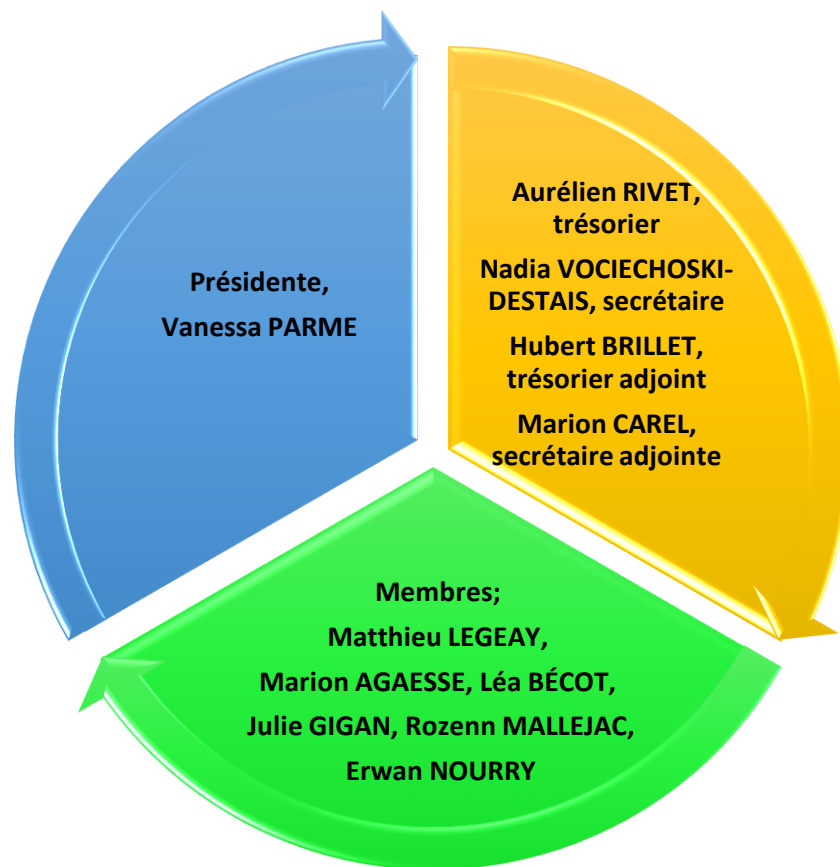 Présidente,
Vanessa PARME
Aurélien RIVET,
trésorier
Nadia VOCIECHOSKI-
DESTAIS, secrétaire
Hubert BRILLET,
trésorier adjoint
Marion CAREL,
secrétaire adjointe
Membres;
Matthieu LEGEAY,
Marion AGAESSE, Léa BÉCOT,
Julie GIGAN, Rozenn MALLEJAC,
Erwan NOURRY